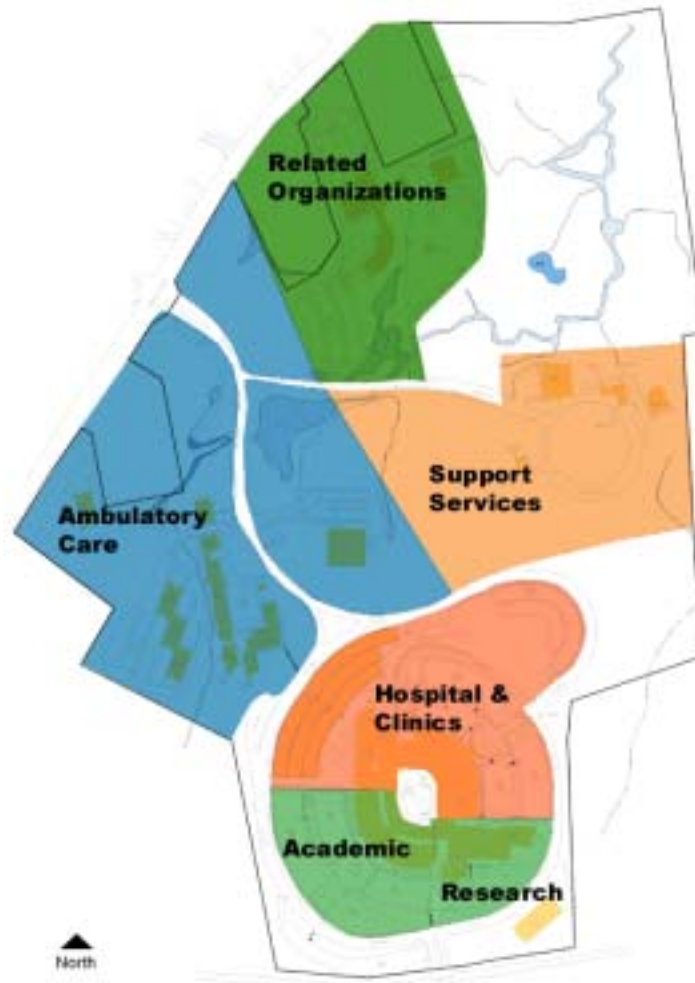 Related
Organizations
Support
Services
Ambulatory
Care
Hospital &
Clinics
Academic
Research
North